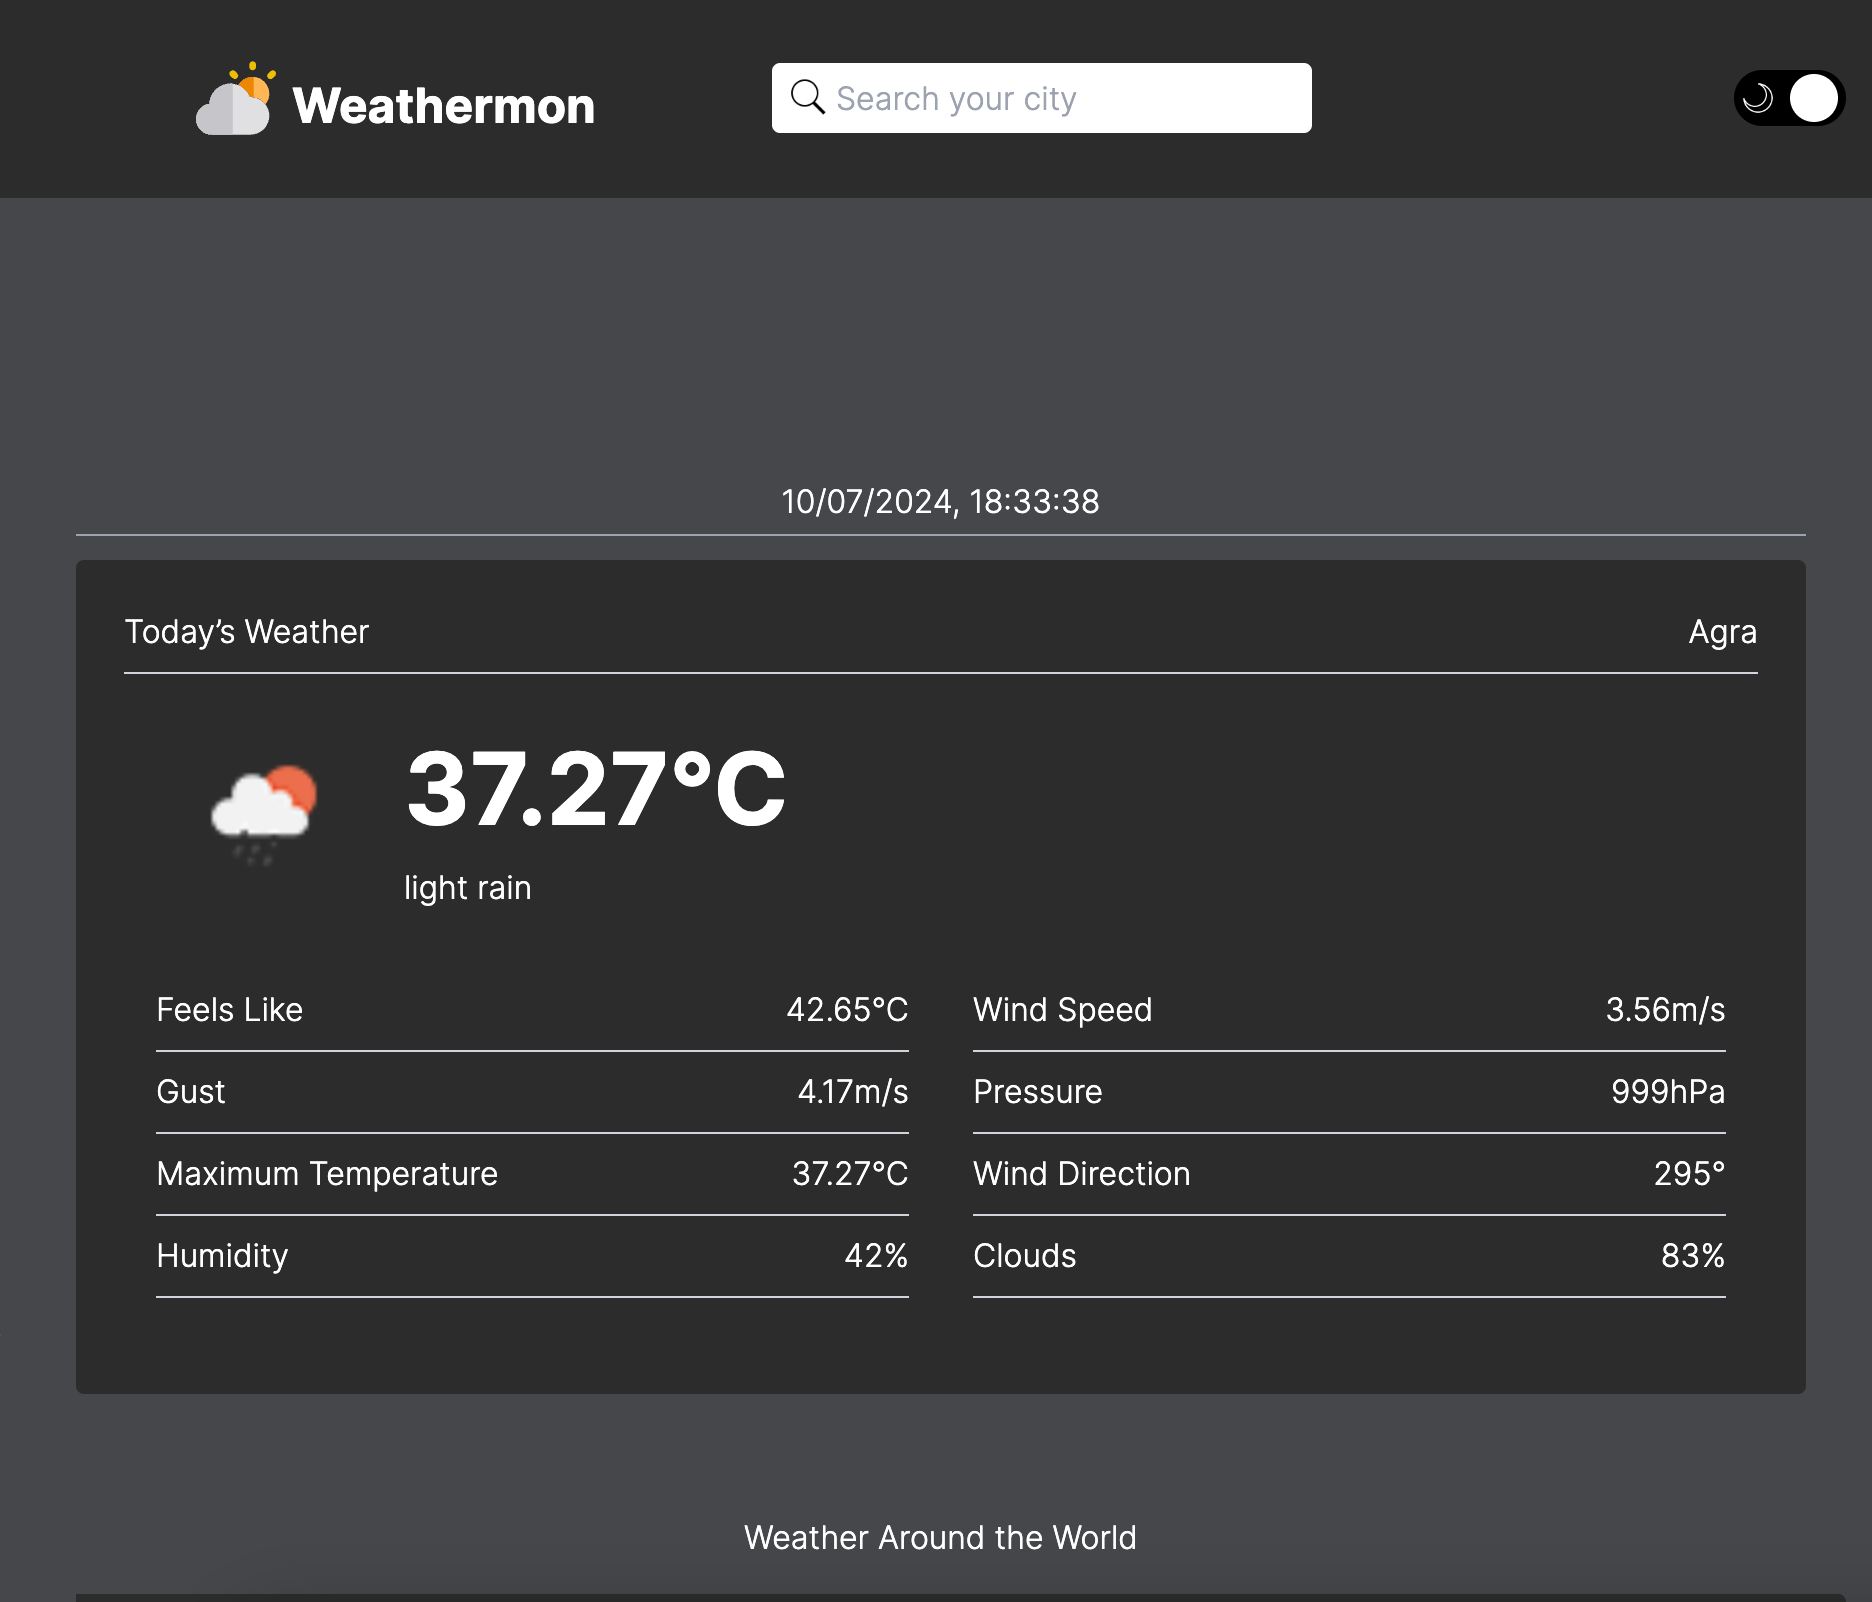 Weathermon
Search your city
10/07/2024, 18:33:38
Today’s Weather Agra
37.27°C
light rain
Feels Like 42.65°C
Wind Speed 3.56m/s
Gust 4.17m/s
Pressure 999hPa
Maximum Temperature 37.27°C
Wind Direction 295°
Humidity 42%
Clouds 83%
Weather Around the World